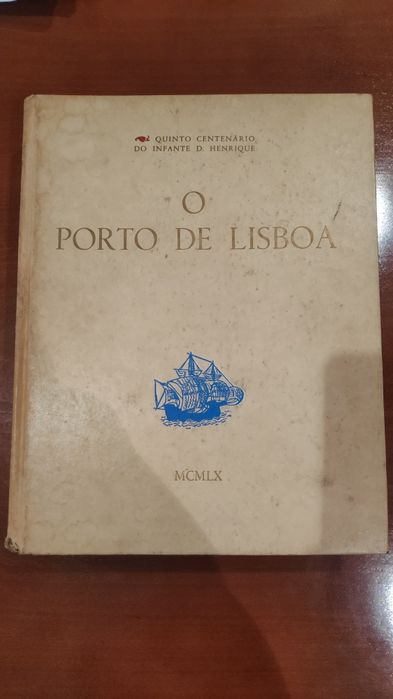 QUINTO CENTENÁRIO
DO INFANTE D. HENRIQUE
O
PORTO DE LISBOA
MCMLX